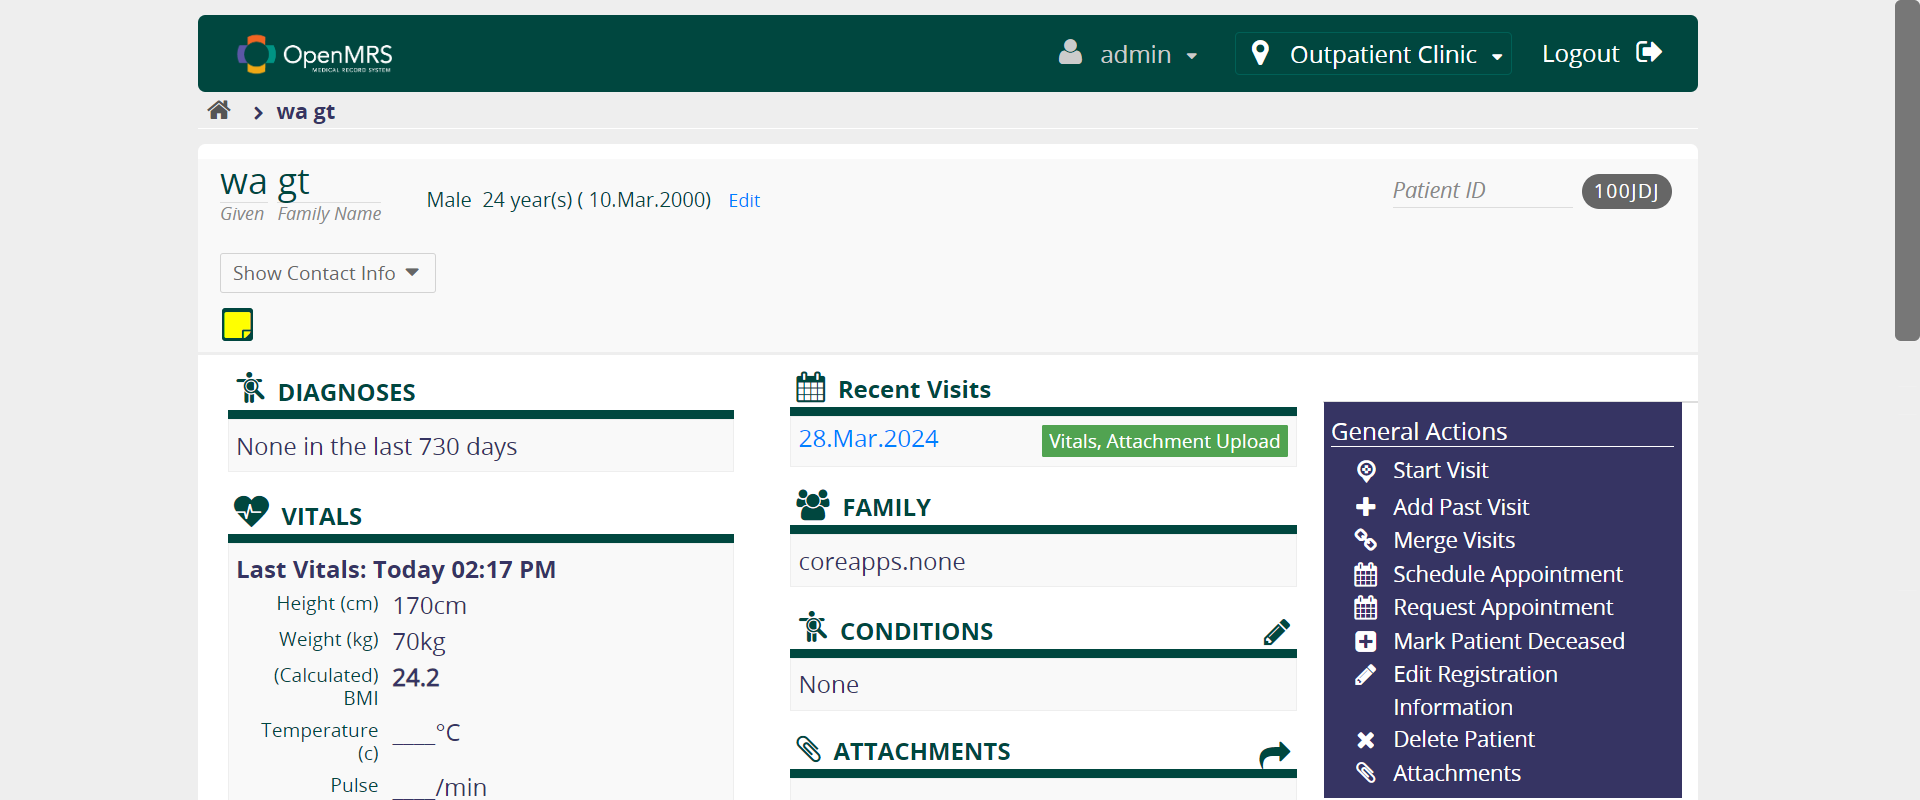 OpenMRS
MEDICAL RECORD SYSTEM
admin
Outpatient Clinic
Logout
wa gt
wa gt
Given Family Name
Male 24 year(s) ( 10.Mar.2000) Edit
Patient ID 100JDJ
Show Contact Info
DIAGNOSES
None in the last 730 days
VITALS
Last Vitals: Today 02:17 PM
Height (cm) 170cm
Weight (kg) 70kg
(Calculated) BMI 24.2
Temperature (c) ____°C
Pulse ____/min
Recent Visits
28.Mar.2024 Vitals, Attachment Upload
FAMILY
coreapps.none
CONDITIONS
None
ATTACHMENTS
General Actions
Start Visit
Add Past Visit
Merge Visits
Schedule Appointment
Request Appointment
Mark Patient Deceased
Edit Registration
Information
Delete Patient
Attachments